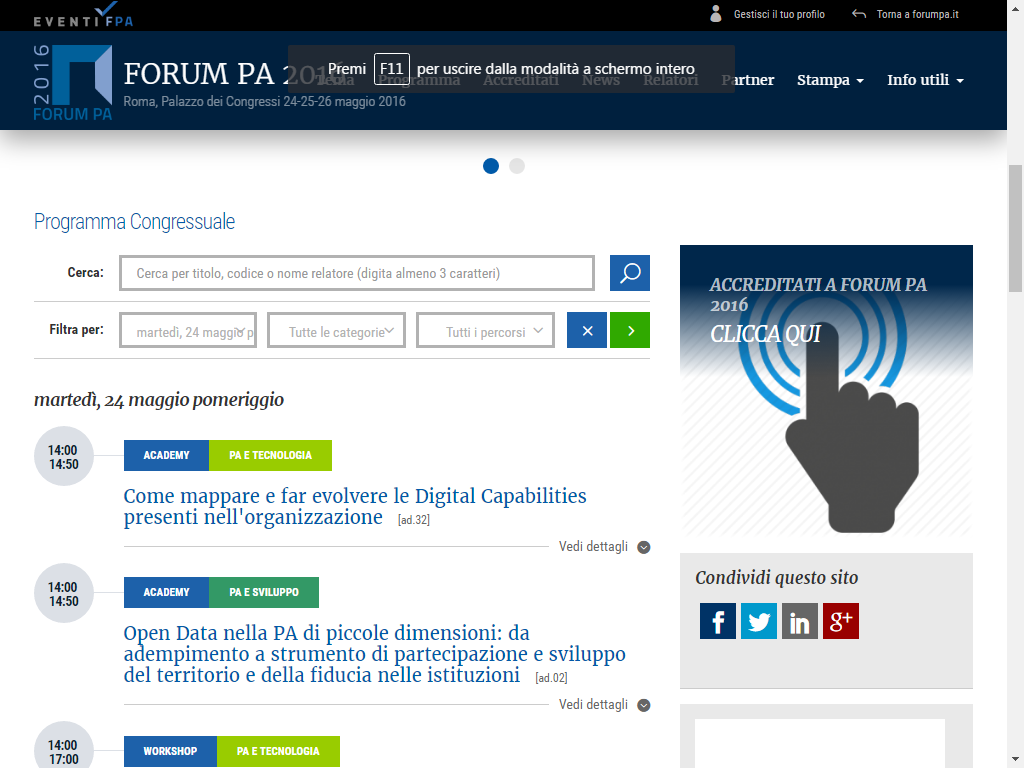 EVENTI FPA
Gestisci il tuo profilo
Torna a forumpa.it
2016
FORUM PA
FORUM PA 2016
Roma, Palazzo dei Congressi 24-25-26 maggio 2016
Premi F11 per uscire dalla modalità a schermo intero
Programma
Accreditati
News
Relatori
Partner
Stampa
Info utili
Programma Congressuale
Cerca:
Cerca per titolo, codice o nome relatore (digita almeno 3 caratteri)
Filtra per:
martedì, 24 maggio p
Tutte le categorie
Tutti i percorsi
martedì, 24 maggio pomeriggio
14:00
14:50
ACADEMY
PA E TECNOLOGIA
Come mappare e far evolvere le Digital Capabilities
presenti nell'organizzazione [ad.32]
Vedi dettagli
14:00
14:50
ACADEMY
PA E SVILUPPO
Open Data nella PA di piccole dimensioni: da
adempimento a strumento di partecipazione e sviluppo
del territorio e della fiducia nelle istituzioni [ad.02]
Vedi dettagli
14:00
17:00
WORKSHOP
PA E TECNOLOGIA
ACCREDITATI A FORUM PA
2016
CLICCA QUI
Condividi questo sito